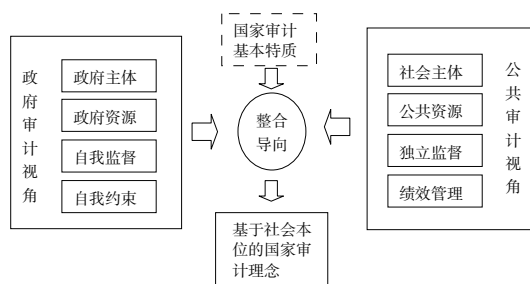 国家审计
基本特质
政府审计视角
政府主体
政府资源
自我监督
自我约束
整合
导向
社会主体
公共资源
独立监督
绩效管理
公共审计视角
基于社会本
位的国家审
计理念